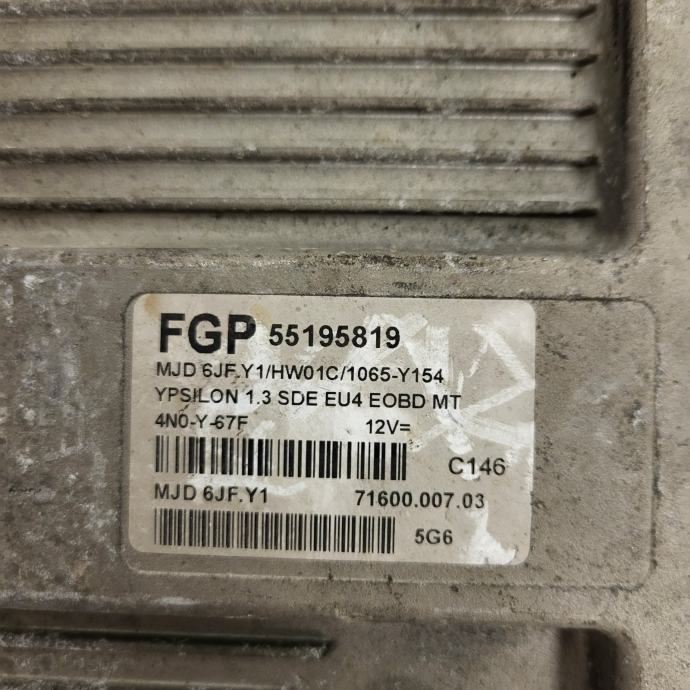 FGP 55195819
MJD 6JF.Y1/HW01C/1065-Y154
YPSILON 1.3 SDE EU4 EOBD MT
4N0-Y-67F 12V=
C146
MJD 6JF.Y1 71600.007.03
5G6